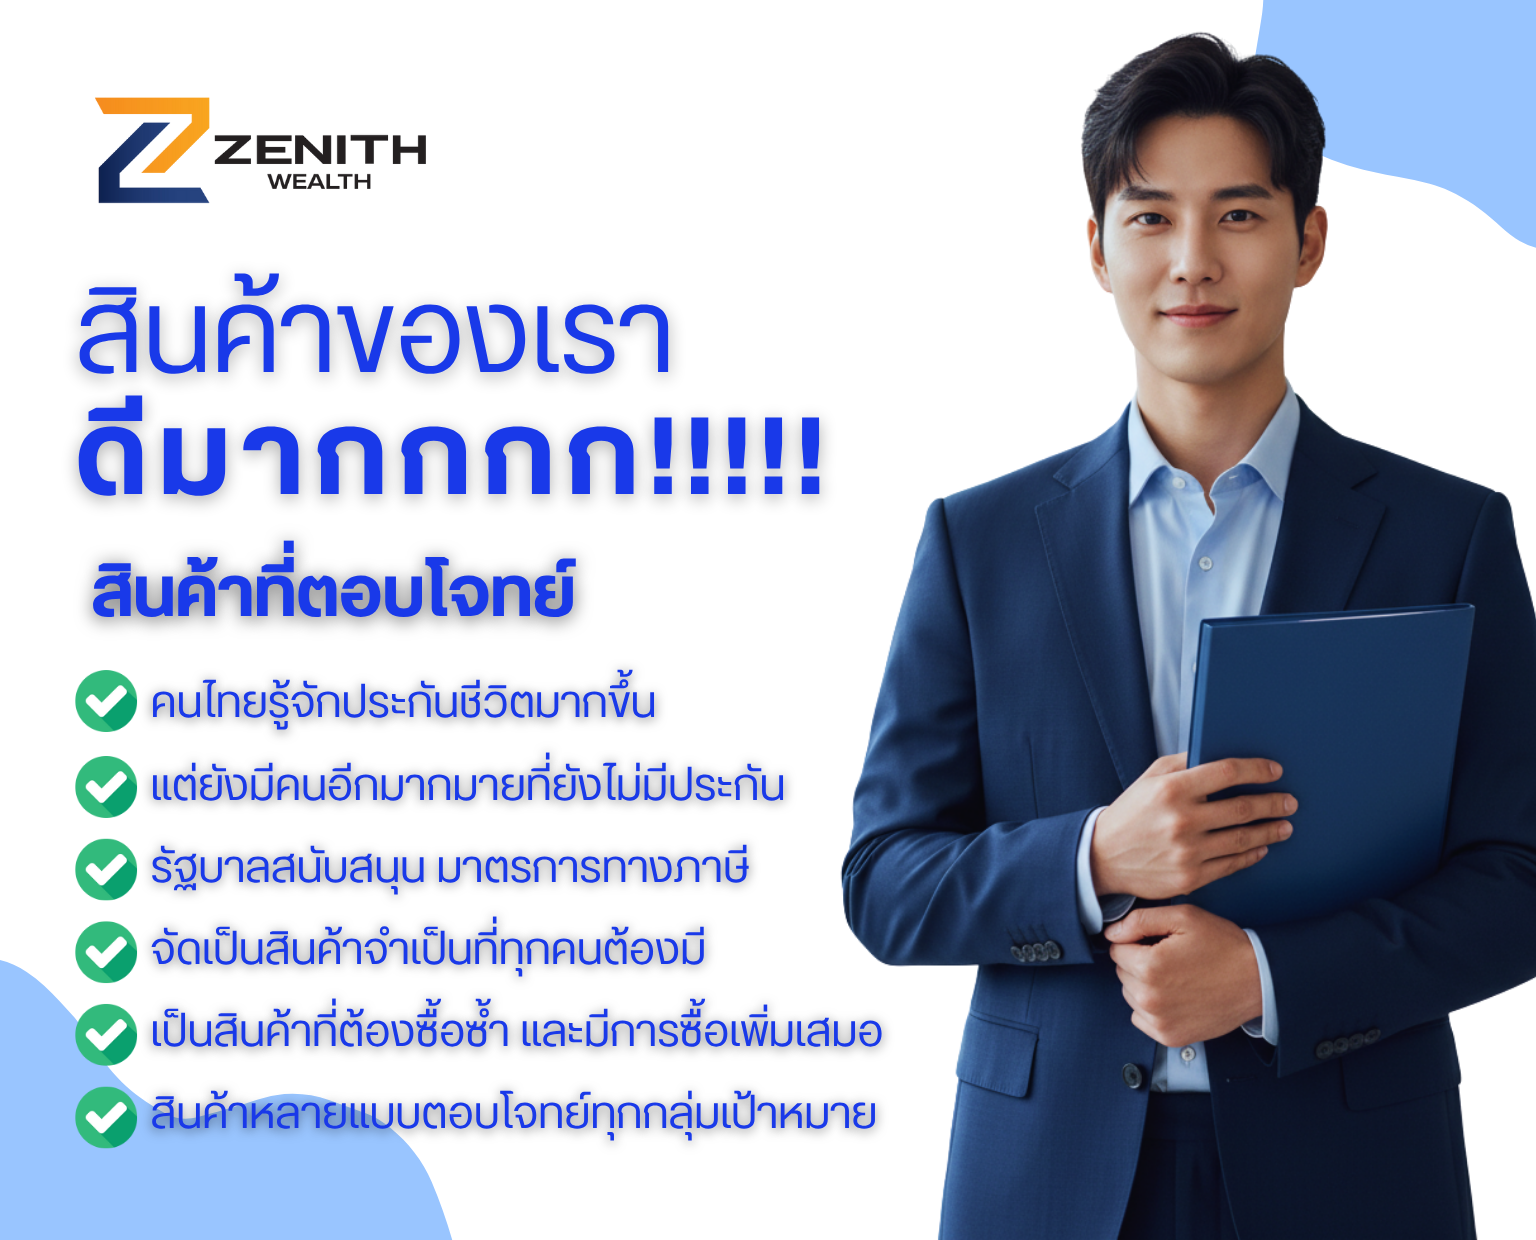 ZENITH
WEALTH
สินค้าของเรา
ดีมากกกก!!!!!
สินค้าที่ตอบโจทย์
คนไทยรู้จักประกันชีวิตมากขึ้น
แต่ยังมีคนอีกมากมายที่ยังไม่มีประกัน
รัฐบาลสนับสนุน มาตรการทางภาษี
จัดเป็นสินค้าจำเป็นที่ทุกคนต้องมี
เป็นสินค้าที่ต้องซื้อซ้ำ และมีการซื้อเพิ่มเสมอ
สินค้าหลายแบบตอบโจทย์ทุกกลุ่มเป้าหมาย